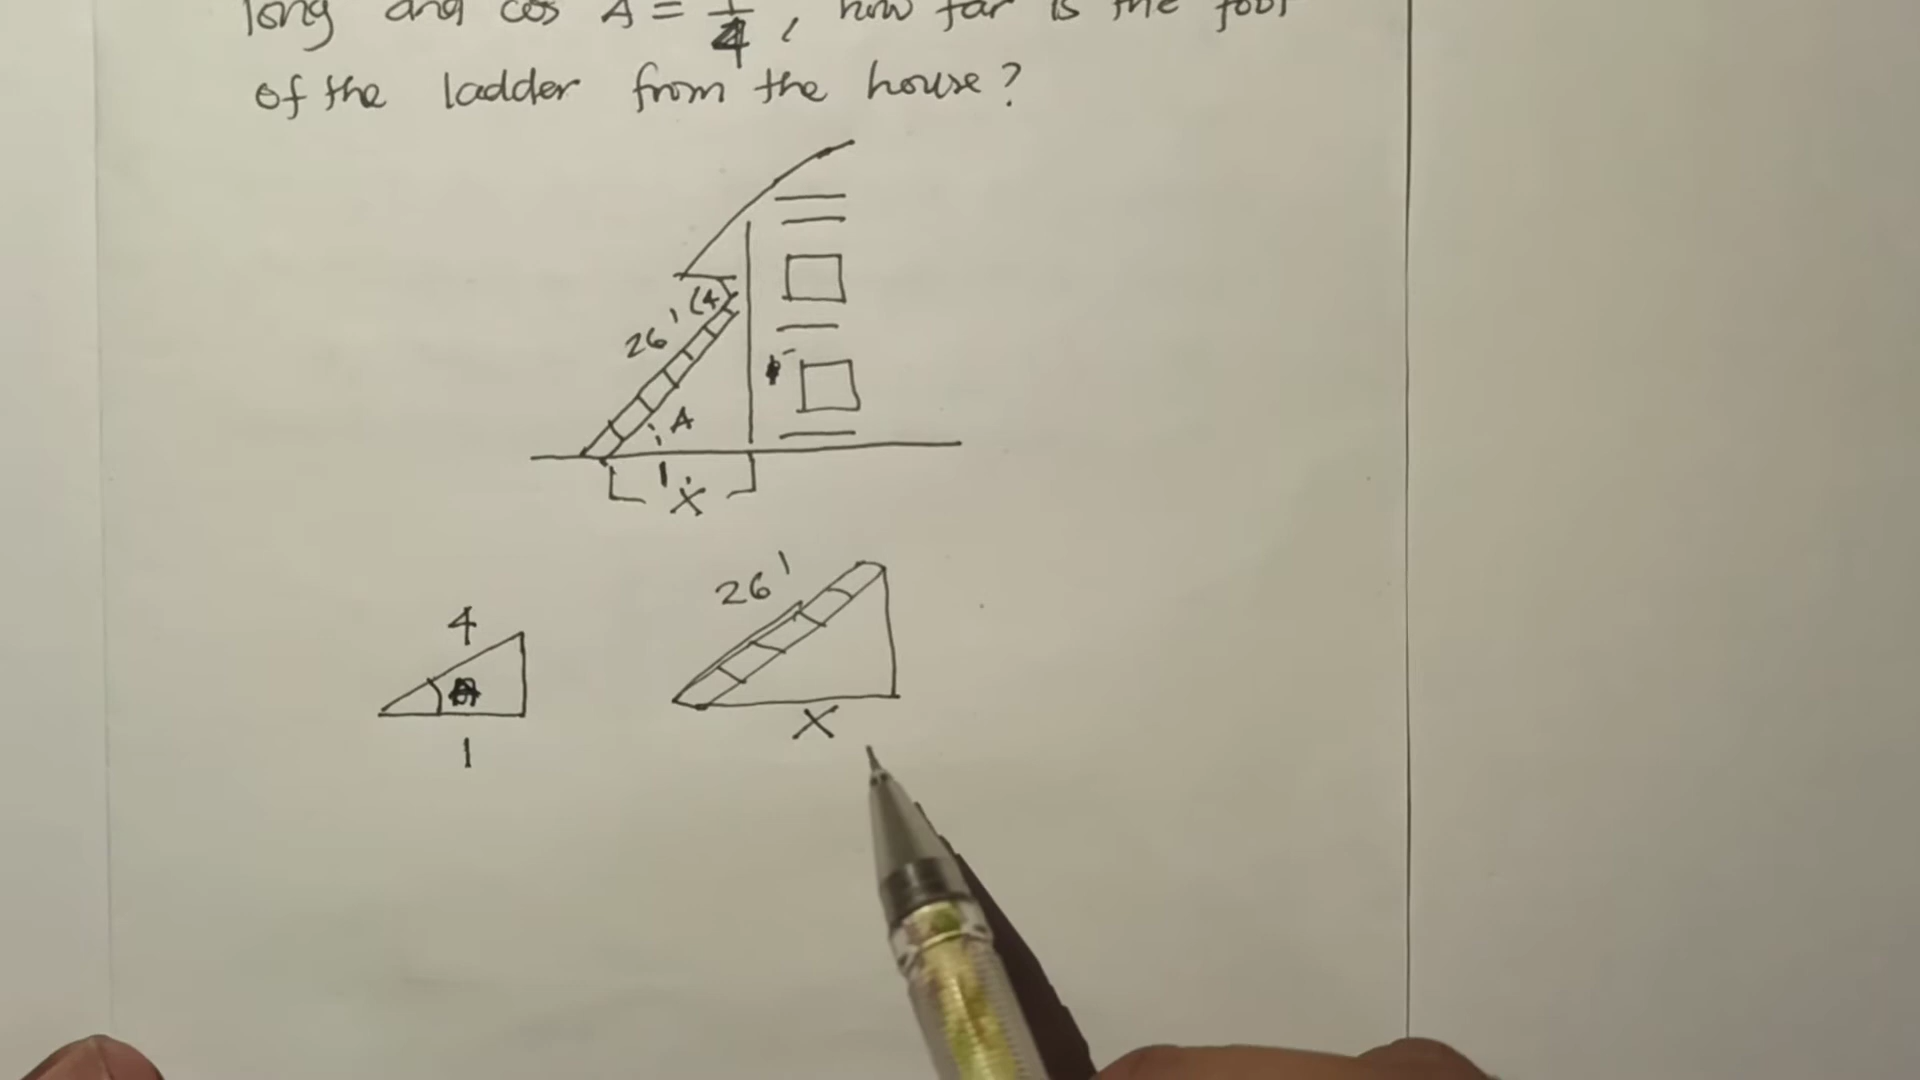 long and cos A = 1/4, how far is the foot
of the ladder from the house?
(4)
26'
A
1
X
26'
4
X
1